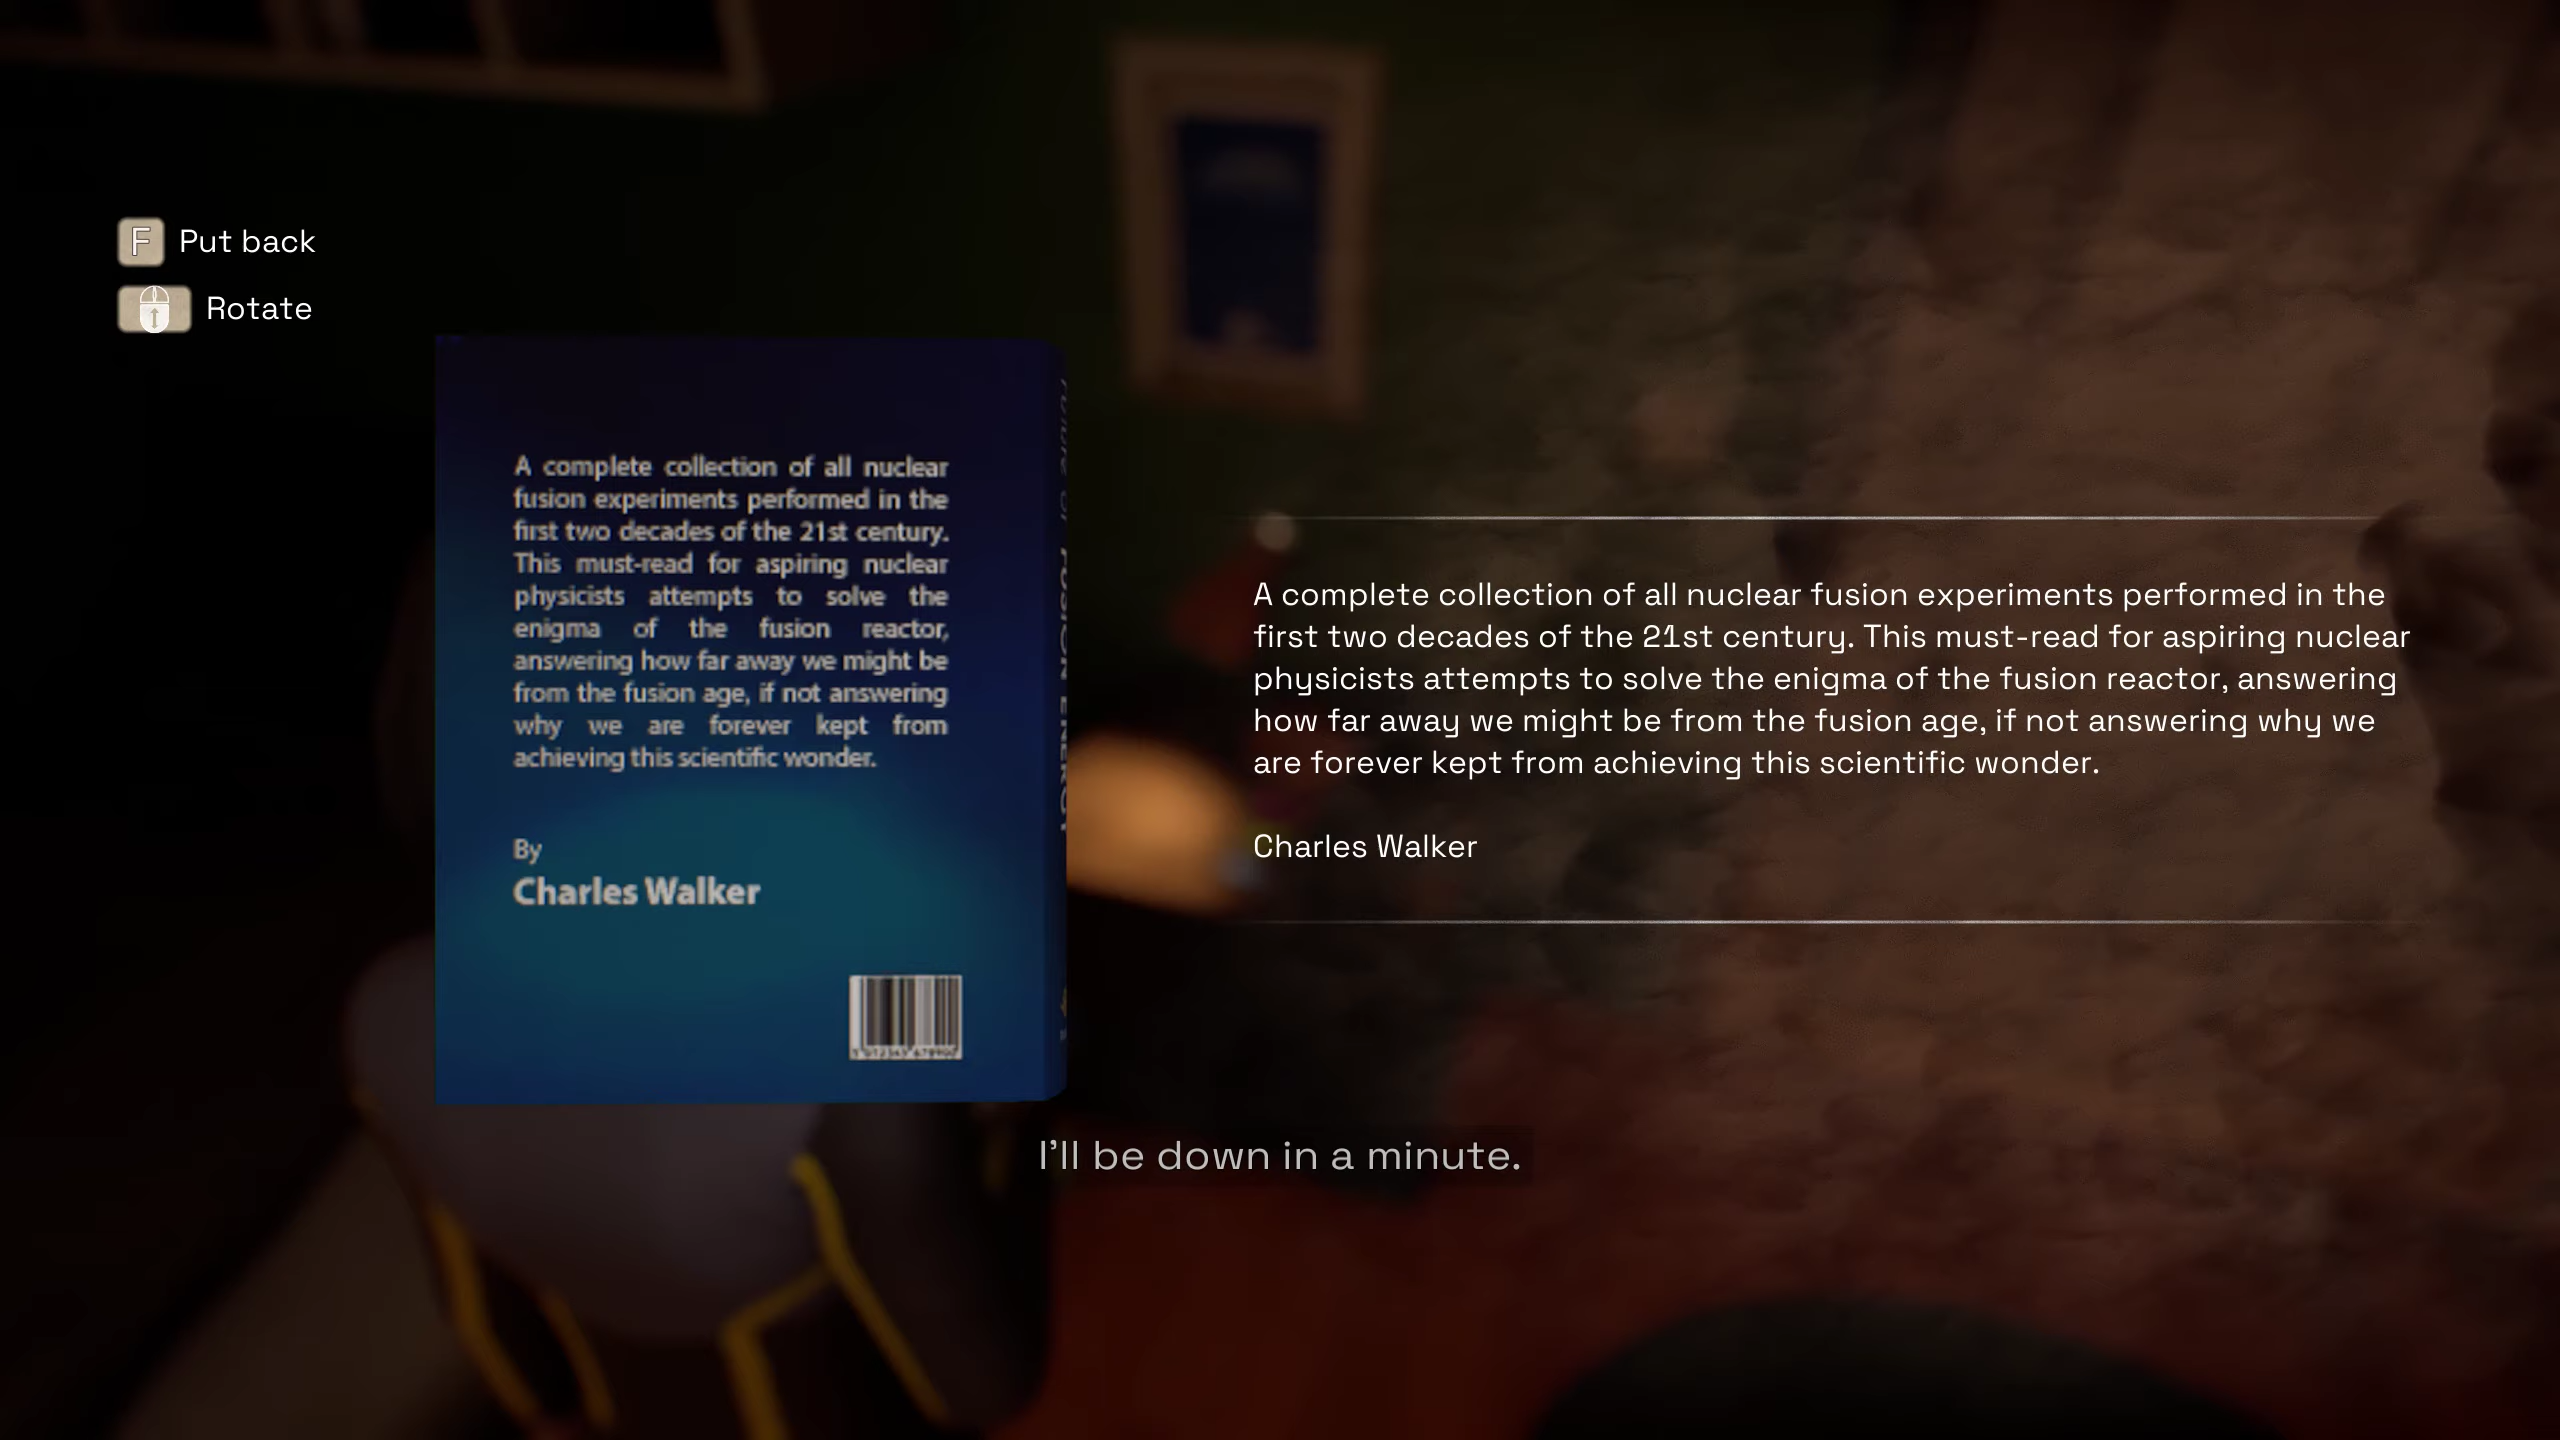 F Put back
Rotate
A complete collection of all nuclear
fusion experiments performed in the
first two decades of the 21st century.
This must-read for aspiring nuclear
physicists attempts to solve the
enigma of the fusion reactor,
answering how far away we might be
from the fusion age, if not answering
why we are forever kept from
achieving this scientific wonder.
By
Charles Walker
FUSION ENERGY
A complete collection of all nuclear fusion experiments performed in the
first two decades of the 21st century. This must-read for aspiring nuclear
physicists attempts to solve the enigma of the fusion reactor, answering
how far away we might be from the fusion age, if not answering why we
are forever kept from achieving this scientific wonder.
Charles Walker
I'll be down in a minute.